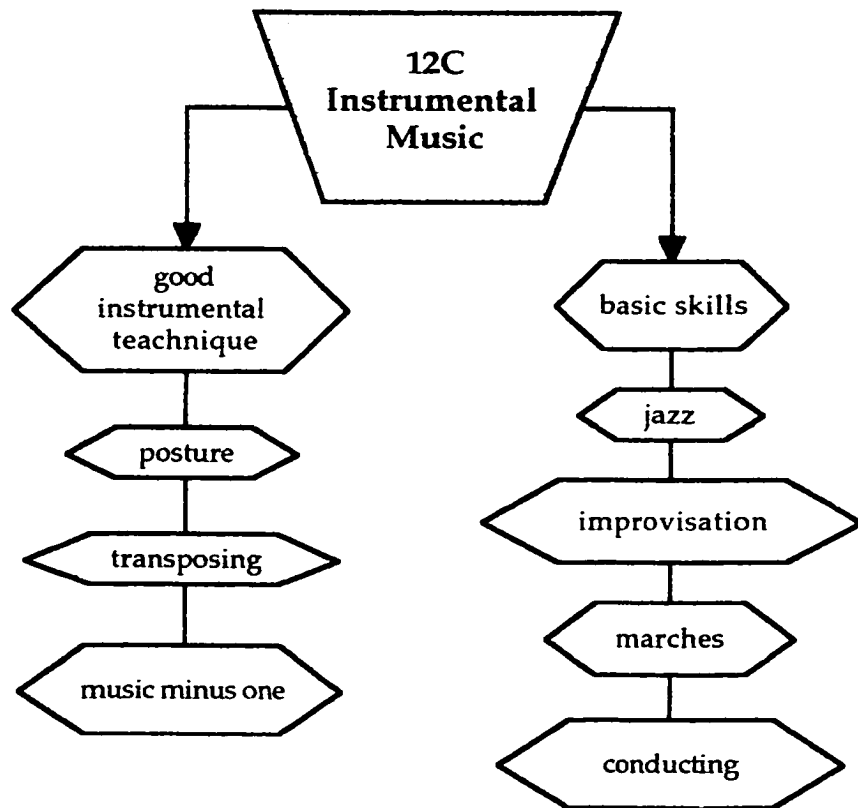 12C
Instrumental
Music
good
instrumental
teachnique
posture
transposing
music minus one
basic skills
jazz
improvisation
marches
conducting